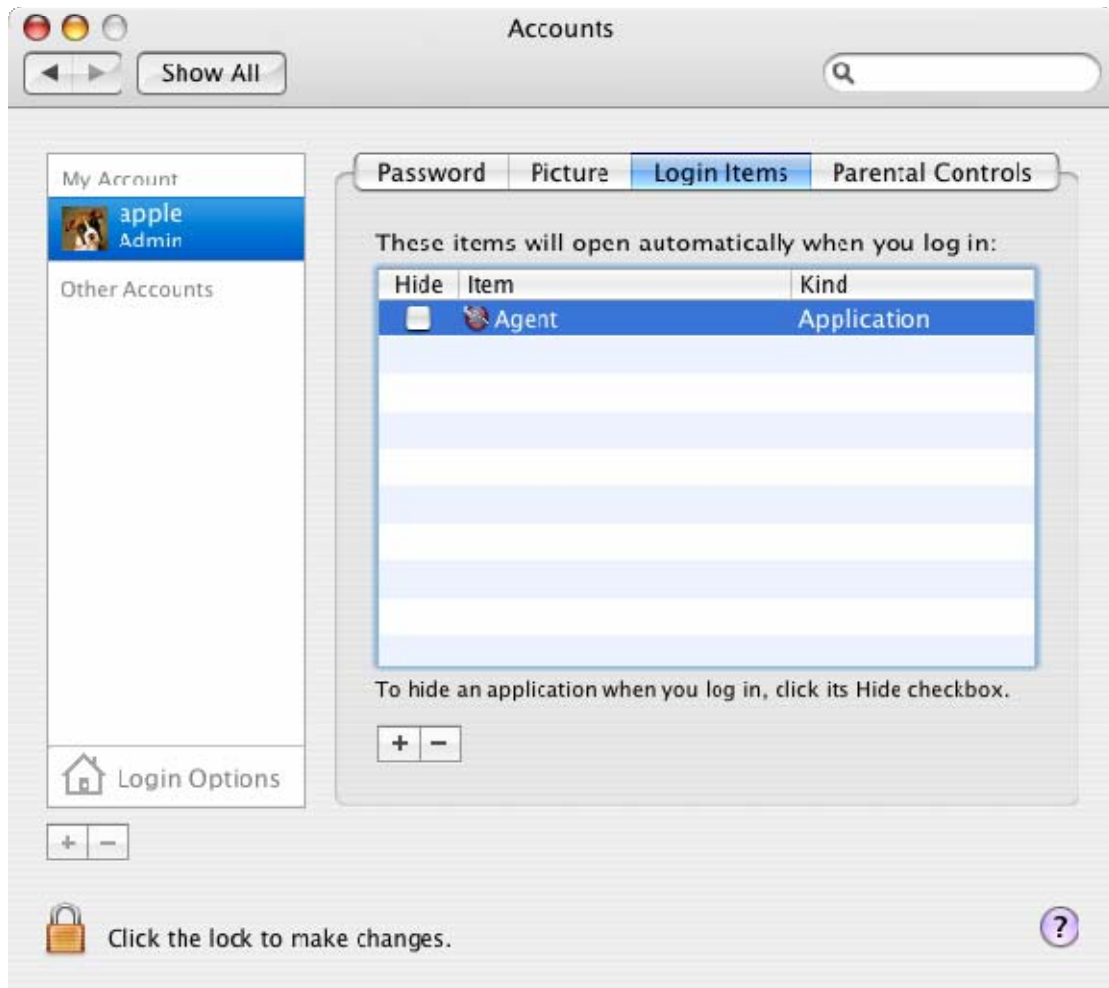 Accounts
Show All
My Account
apple
Admin
Other Accounts
Login Options
Password Picture Login Items Parental Controls
These items will open automatically when you log in:
Hide Item Kind
Agent Application
To hide an application when you log in, click its Hide checkbox.
+ −
+ −
Click the lock to make changes.
?